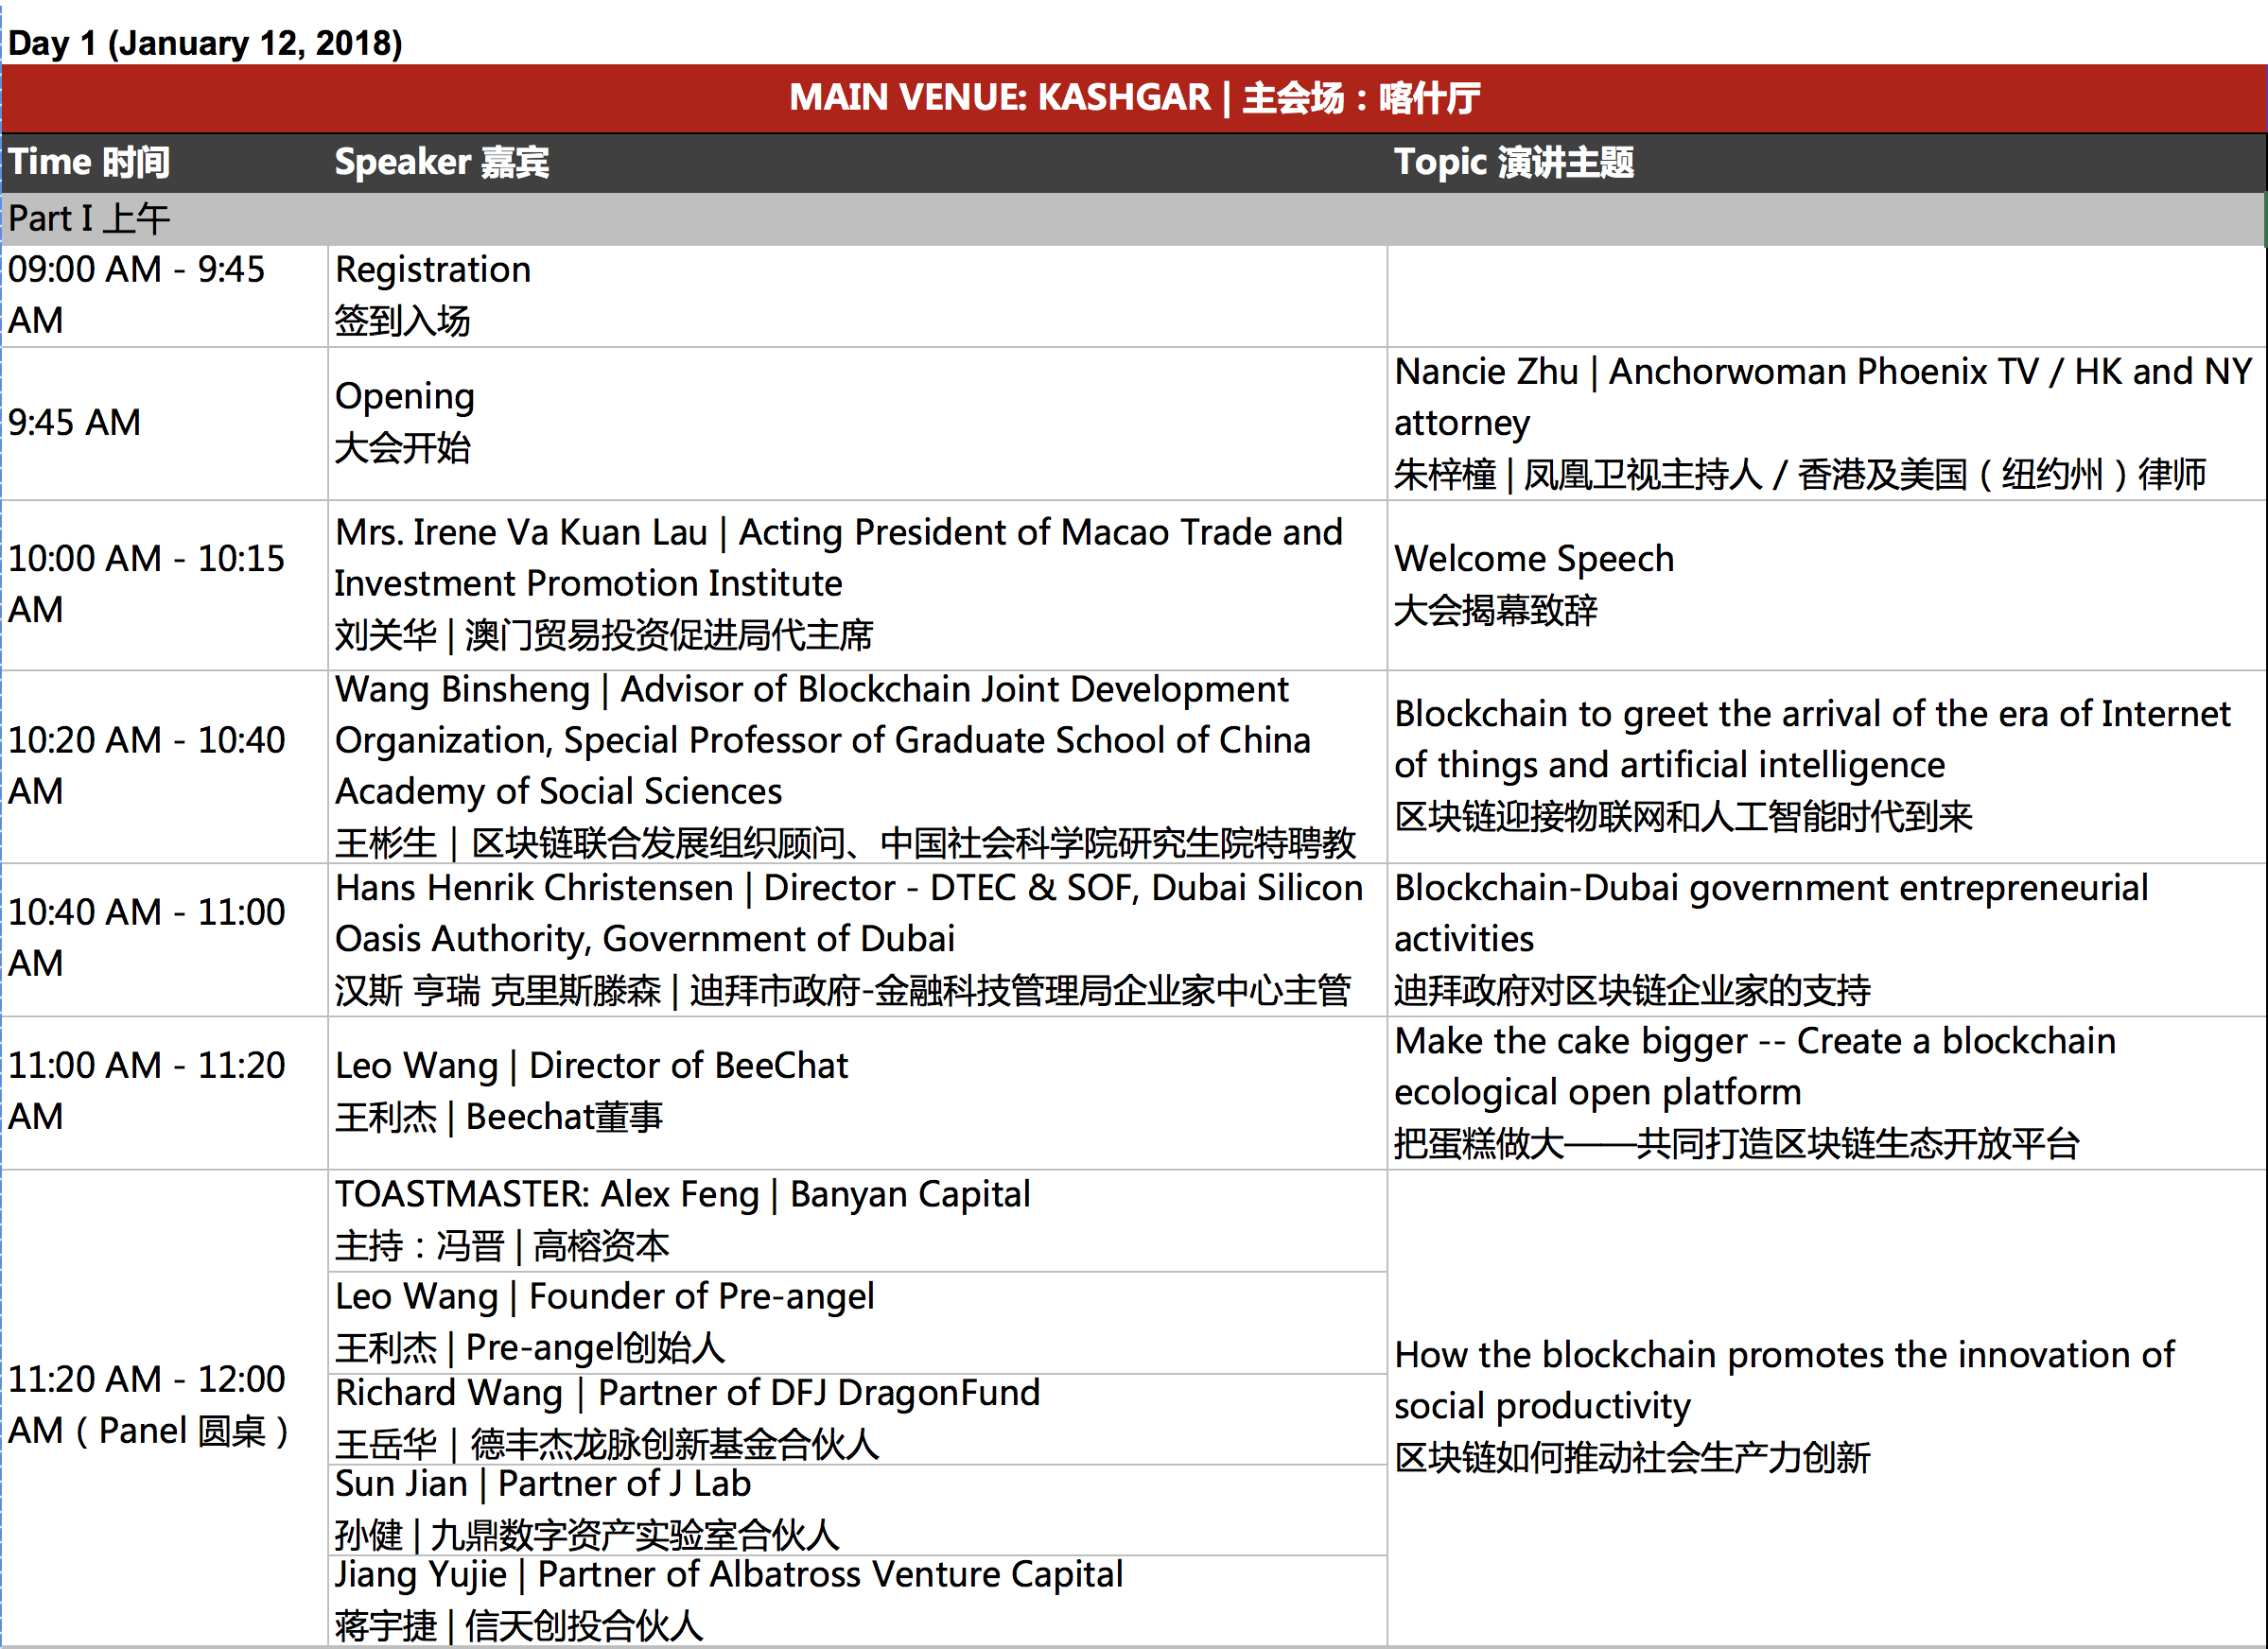 Day 1 (January 12, 2018)
MAIN VENUE: KASHGAR | 主会场：喀什厅
Time 时间
Speaker 嘉宾
Topic 演讲主题
Part I 上午
09:00 AM - 9:45
AM
Registration
签到入场
9:45 AM
Opening
大会开始
Nancie Zhu | Anchorwoman Phoenix TV / HK and NY
attorney
朱梓橦 | 凤凰卫视主持人 / 香港及美国（纽约州）律师
10:00 AM - 10:15
AM
Mrs. Irene Va Kuan Lau | Acting President of Macao Trade and
Investment Promotion Institute
刘关华 | 澳门贸易投资促进局代主席
Welcome Speech
大会揭幕致辞
10:20 AM - 10:40
AM
Wang Binsheng | Advisor of Blockchain Joint Development
Organization, Special Professor of Graduate School of China
Academy of Social Sciences
王彬生 | 区块链联合发展组织顾问、中国社会科学院研究生院特聘教
Blockchain to greet the arrival of the era of Internet
of things and artificial intelligence
区块链迎接物联网和人工智能时代到来
10:40 AM - 11:00
AM
Hans Henrik Christensen | Director - DTEC & SOF, Dubai Silicon
Oasis Authority, Government of Dubai
汉斯 亨瑞 克里斯滕森 | 迪拜市政府-金融科技管理局企业家中心主管
Blockchain-Dubai government entrepreneurial
activities
迪拜政府对区块链企业家的支持
11:00 AM - 11:20
AM
Leo Wang | Director of BeeChat
王利杰 | Beechat董事
Make the cake bigger -- Create a blockchain
ecological open platform
把蛋糕做大——共同打造区块链生态开放平台
11:20 AM - 12:00
AM（Panel 圆桌）
TOASTMASTER: Alex Feng | Banyan Capital
主持：冯晋 | 高榕资本
Leo Wang | Founder of Pre-angel
王利杰 | Pre-angel创始人
Richard Wang | Partner of DFJ DragonFund
王岳华 | 德丰杰龙脉创新基金合伙人
Sun Jian | Partner of J Lab
孙健 | 九鼎数字资产实验室合伙人
Jiang Yujie | Partner of Albatross Venture Capital
蒋宇捷 | 信天创投合伙人
How the blockchain promotes the innovation of
social productivity
区块链如何推动社会生产力创新